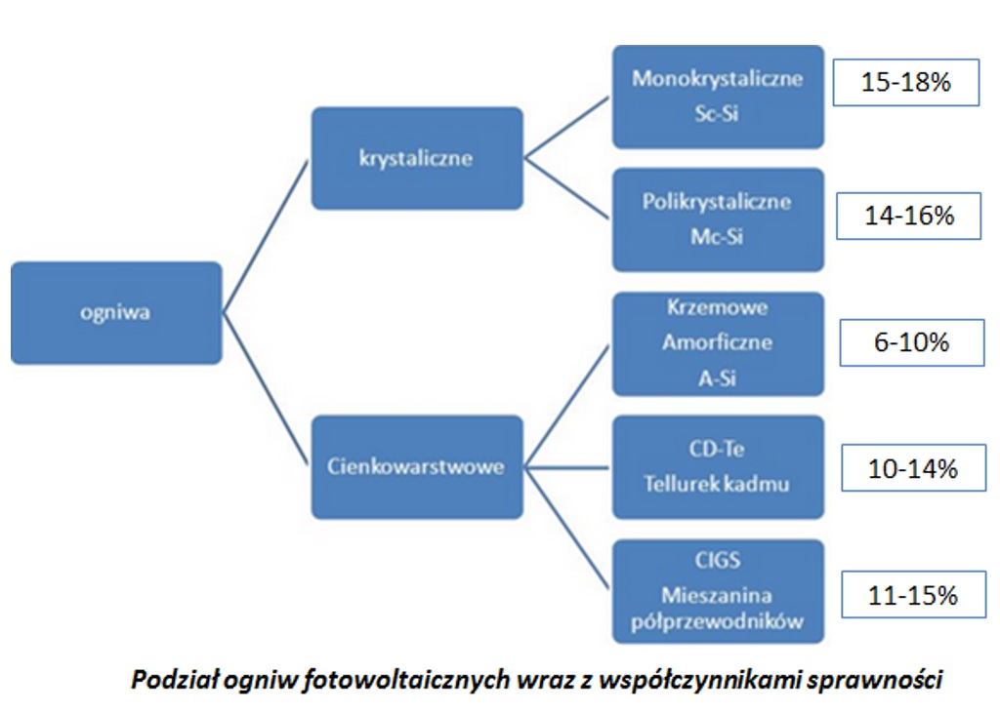 ogniwa
krystaliczne
Monokrystaliczne
Sc-Si
15-18%
Polikrystaliczne
Mc-Si
14-16%
Cienkowarstwowe
Krzemowe
Amorficzne
A-Si
6-10%
CD-Te
Tellurek kadmu
10-14%
CIGS
Mieszanina
półprzewodników
11-15%
Podział ogniw fotowoltaicznych wraz z współczynnikami sprawności